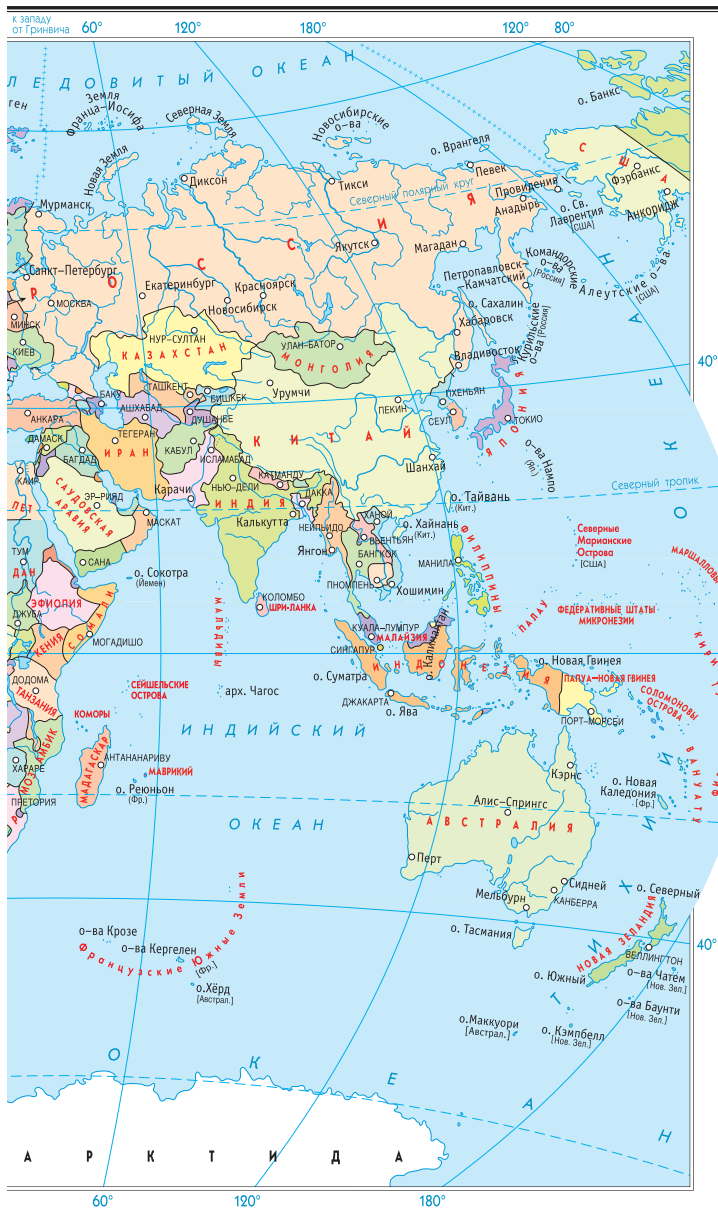 к западу
от Гринвича
60°
120°
180°
120°
80°
ЛЕДОВИТЫЙ ОКЕАН
Земля
Франца–Иосифа
Северная Земля
Новосибирские
о–ва
о. Банкс
о. Врангеля
Новая Земля
Диксон
Тикси
Певек
Провидения
США
Фэрбанкс
Анкоридж
Северный полярный круг
Мурманск
Анадырь
о. Св.
Лаврентия
[США]
РОССИЯ
Якутск
Магадан
Командорские
о–ва
[Россия]
Алеутские о–ва
[США]
Санкт–Петербург
Петропавловск–
Камчатский
Екатеринбург
Красноярск
МОСКВА
Новосибирск
о. Сахалин
Хабаровск
Курильские
о–ва [Россия]
МИНСК
КИЕВ
НУР–СУЛТАН
КАЗАХСТАН
УЛАН–БАТОР
МОНГОЛИЯ
Владивосток
40°
БАКУ
ТАШКЕНТ
БИШКЕК
Урумчи
ПХЕНЬЯН
АНКАРА
АШХАБАД
ДУШАНБЕ
ПЕКИН
СЕУЛ
ТОКИО
ЯПОНИЯ
ДАМАСК
ТЕГЕРАН
ИРАН
КАБУЛ
ИСЛАМАБАД
КИТАЙ
БАГДАД
Шанхай
КАИР
КАТМАНДУ
НЬЮ–ДЕЛИ
ДАККА
о–ва Нампо
(Яп.)
Северный тропик
САУДОВСКАЯ
АРАВИЯ
ЭР–РИЯД
Карачи
ИНДИЯ
о. Тайвань
(Кит.)
МАСКАТ
Калькутта
НЕЙПЬИДО
ХАНОЙ
о. Хайнань
(Кит.)
ВЬЕНТЬЯН
Янгон
Северные
Марианские
Острова
[США]
САНА
БАНГКОК
МАНИЛА
ФИЛИППИНЫ
МАРШАЛЛОВЫ
ДАН
о. Сокотра
(Йемен)
ПНОМПЕНЬ
Хошимин
ЭФИОПИЯ
КОЛОМБО
ШРИ–ЛАНКА
ПАЛАУ
ФЕДЕРАТИВНЫЕ ШТАТЫ
МИКРОНЕЗИИ
ДЖУБА
СОМАЛИ
МАЛЬДИВЫ
КУАЛА–ЛУМПУР
МАЛАЙЗИЯ
о. Калимантан
КЕНИЯ
МОГАДИШО
СИНГАПУР
ИНДОНЕЗИЯ
о. Новая Гвинея
ПАПУА–НОВАЯ ГВИНЕЯ
ДОДОМА
ТАНЗАНИЯ
СЕЙШЕЛЬСКИЕ
ОСТРОВА
арх. Чагос
о. Суматра
ДЖАКАРТА
о. Ява
СОЛОМОНОВЫ
ОСТРОВА
КОМОРЫ
ПОРТ–МОРСБИ
ИНДИЙСКИЙ
ОКЕАН
МОЗАМБИК
АНТАНАНАРИВУ
МАДАГАСКАР
МАВРИКИЙ
ХАРАРЕ
о. Реюньон
(Фр.)
ПРЕТОРИЯ
Кэрнс
о. Новая
Каледония
[Фр.]
ВАНУАТУ
Алис–Спрингс
АВСТРАЛИЯ
Перт
Сидней
КАНБЕРРА
Мельбурн
о. Северный
о. Тасмания
НОВАЯ ЗЕЛАНДИЯ
ВЕЛЛИНГТОН
40°
о–ва Крозе
о–ва Кергелен
[Фр.]
Французские Южные Земли
о.Хёрд
[Австрал.]
о. Южный
о–ва Чатем
[Нов. Зел.]
о–ва Баунти
[Нов. Зел.]
о.Маккуори
[Австрал.]
о. Кэмпбелл
[Нов. Зел.]
ТИХИЙ ОКЕАН
ОКЕАН
АРКТИДА
60°
120°
180°